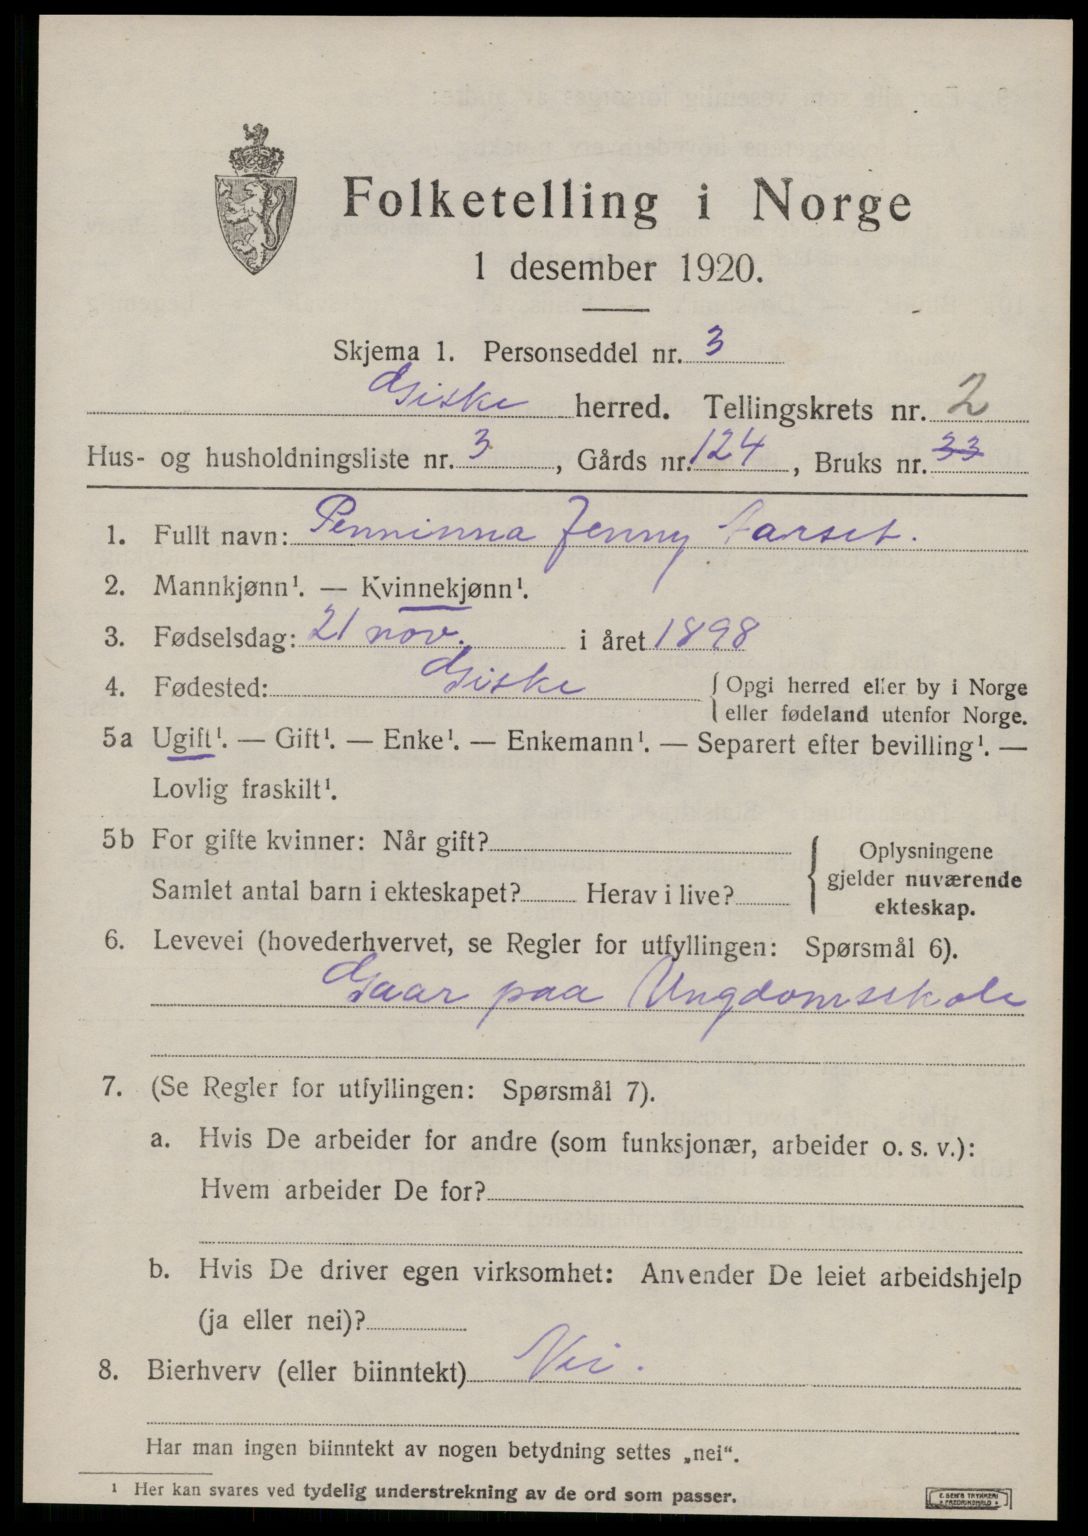 Folketelling i Norge
1 desember 1920.
Skjema 1. Personseddel nr. 3
Giske herred. Tellingskrets nr. 2
Hus- og husholdningsliste nr. 3, Gårds nr. 124, Bruks nr. 33
1. Fullt navn: Penninna Jenny Aarset.
2. Mannkjønn¹. — Kvinnekjønn¹.
3. Fødselsdag: 21 nov. i året 1898
4. Fødested: Giske { Opgi herred eller by i Norge
eller fødeland utenfor Norge.
5a Ugift¹. — Gift¹. — Enke¹. — Enkemann¹. — Separert efter bevilling¹. —
Lovlig fraskilt¹.
5b For gifte kvinner: Når gift?
Samlet antal barn i ekteskapet? Herav i live?
{ Oplysningene
gjelder nuværende
ekteskap.
6. Levevei (hovederhvervet, se Regler for utfyllingen: Spørsmål 6).
Gaar paa Ungdomsskole
7. (Se Regler for utfyllingen: Spørsmål 7).
a. Hvis De arbeider for andre (som funksjonær, arbeider o. s. v.):
Hvem arbeider De for?
b. Hvis De driver egen virksomhet: Anvender De leiet arbeidshjelp
(ja eller nei)?
8. Bierhverv (eller biinntekt) Nei.
Har man ingen biinntekt av nogen betydning settes „nei“.
¹ Her kan svares ved tydelig understrekning av de ord som passer.